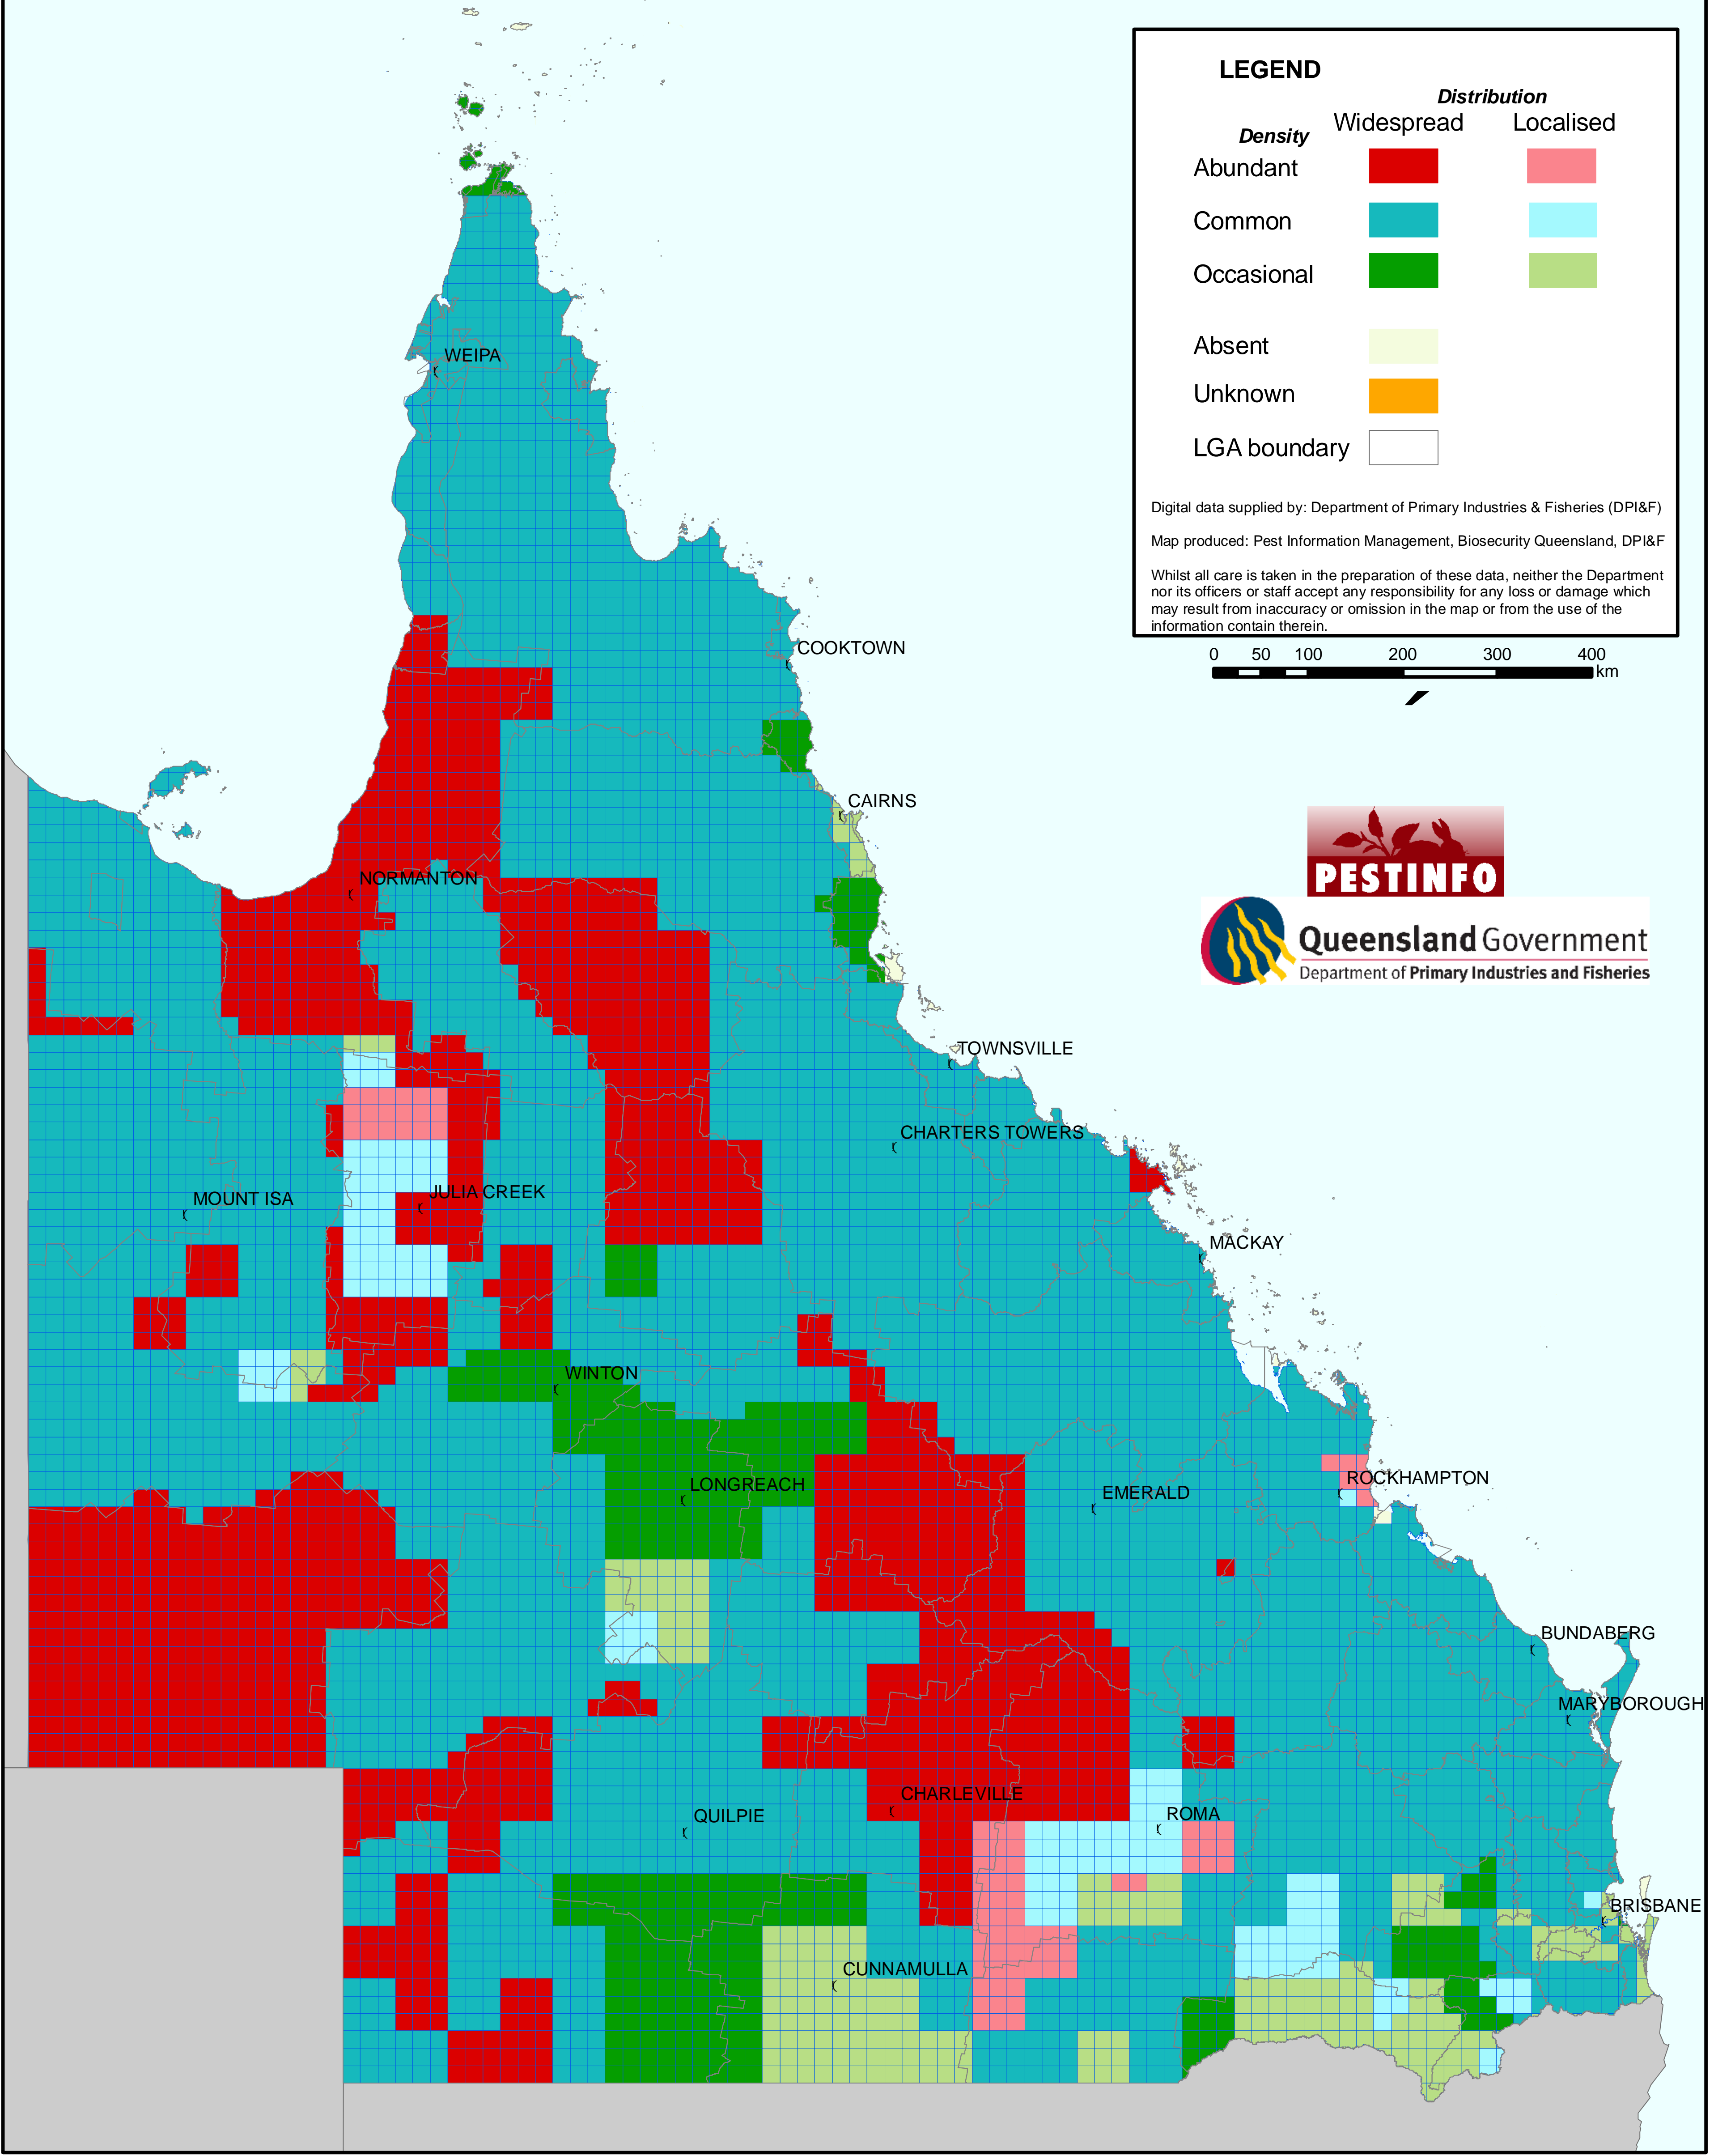 LEGEND
Distribution
Density Widespread Localised
Abundant
Common
Occasional
Absent
Unknown
LGA boundary
Digital data supplied by: Department of Primary Industries & Fisheries (DPI&F)
Map produced: Pest Information Management, Biosecurity Queensland, DPI&F
Whilst all care is taken in the preparation of these data, neither the Department
nor its officers or staff accept any responsibility for any loss or damage which
may result from inaccuracy or omission in the map or from the use of the
information contain therein.
0 50 100 200 300 400
km
WEIPA
COOKTOWN
CAIRNS
PESTINFO
NORMANTON
Queensland Government
Department of Primary Industries and Fisheries
TOWNSVILLE
CHARTERS TOWERS
JULIA CREEK
MOUNT ISA
MACKAY
WINTON
ROCKHAMPTON
LONGREACH
EMERALD
BUNDABERG
MARYBOROUGH
CHARLEVILLE
ROMA
QUILPIE
BRISBANE
CUNNAMULLA